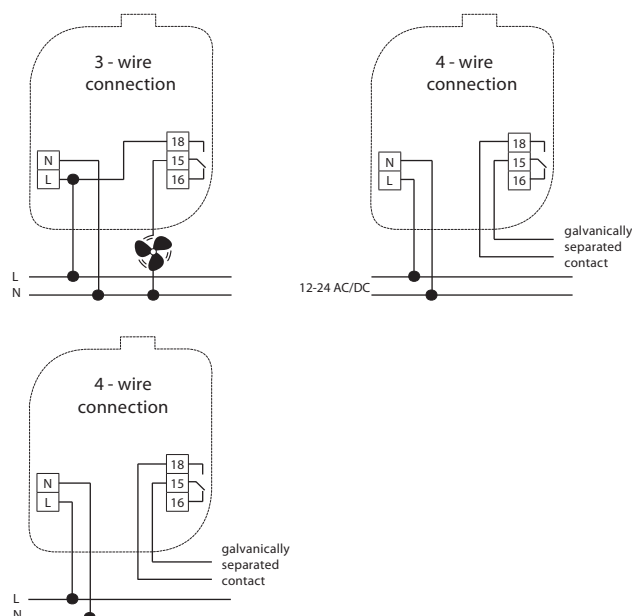 3 - wire
connection
18
N
15
L
16
L
N
4 - wire
connection
18
N
15
L
16
galvanically
separated
contact
12-24 AC/DC
4 - wire
connection
18
N
15
L
16
galvanically
separated
contact
L
N